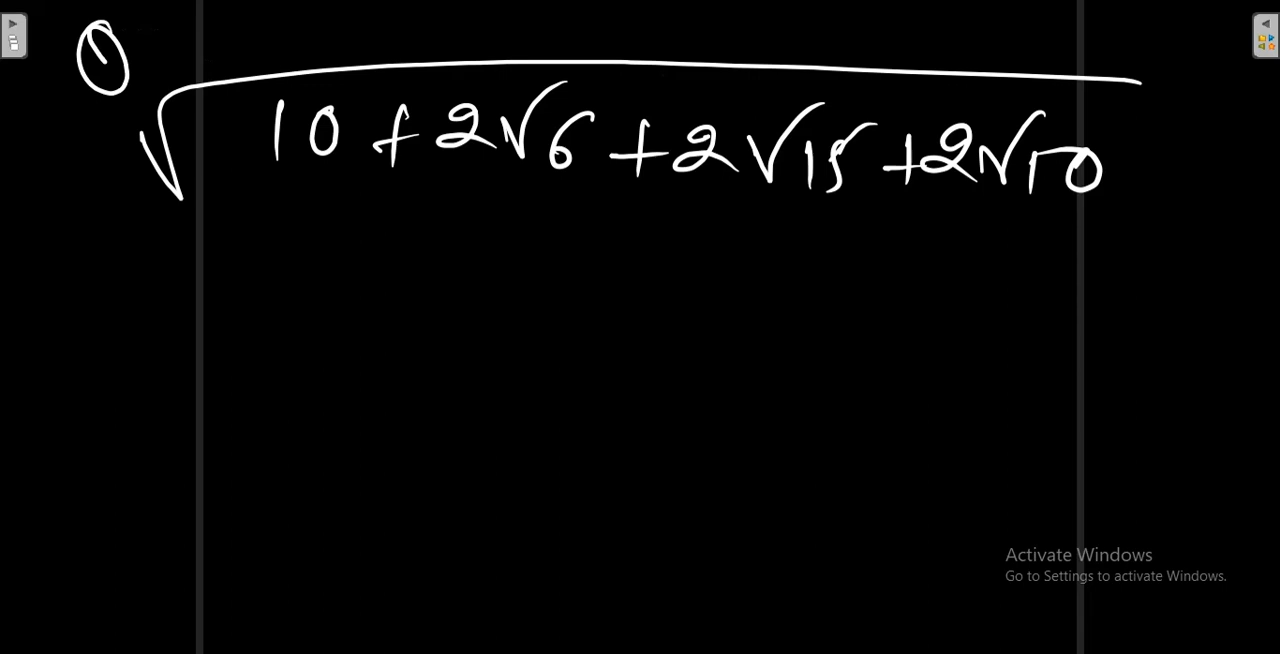 ①
√(10 + 2√6 + 2√15 + 2√10)
Activate Windows
Go to Settings to activate Windows.